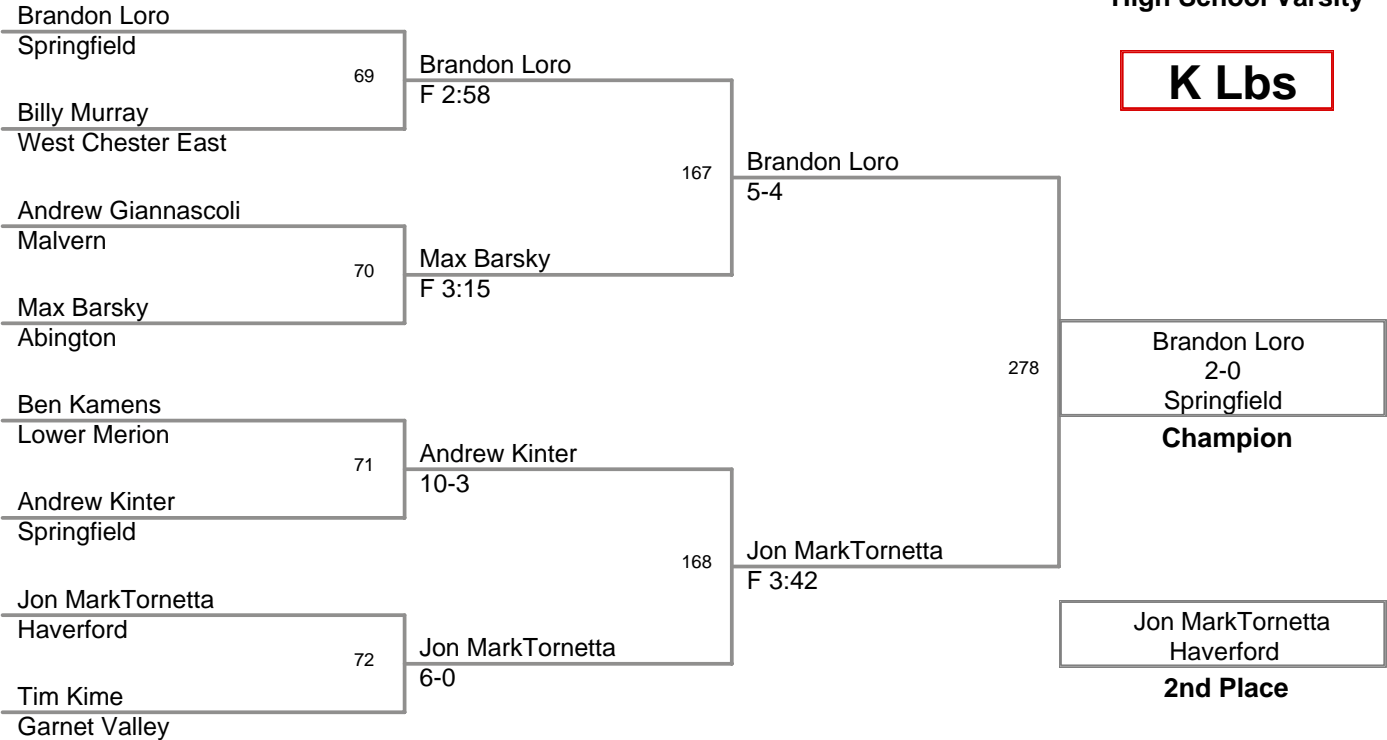 High School Varsity
K Lbs
Brandon Loro
Springfield
69
Billy Murray
West Chester East
Andrew Giannascoli
Malvern
70
Max Barsky
Abington
Ben Kamens
Lower Merion
71
Andrew Kinter
Springfield
Jon MarkTornetta
Haverford
72
Tim Kime
Garnet Valley
Brandon Loro
F 2:58
167
Max Barsky
F 3:15
Andrew Kinter
10-3
168
Jon MarkTornetta
6-0
Brandon Loro
5-4
278
Jon MarkTornetta
F 3:42
Brandon Loro
2-0
Springfield
Champion
Jon MarkTornetta
Haverford
2nd Place